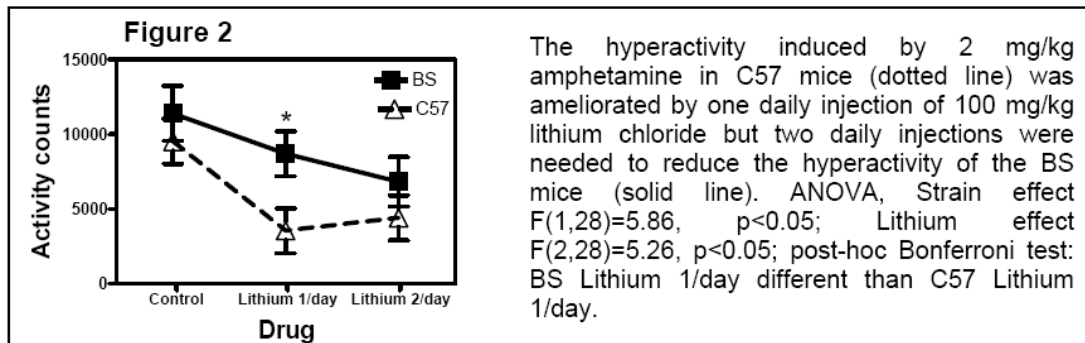 Figure 2
15000
10000
5000
0
Activity counts
BS
C57
*
Control
Lithium 1/day
Lithium 2/day
Drug
The hyperactivity induced by 2 mg/kg
amphetamine in C57 mice (dotted line) was
ameliorated by one daily injection of 100 mg/kg
lithium chloride but two daily injections were
needed to reduce the hyperactivity of the BS
mice (solid line). ANOVA, Strain effect
F(1,28)=5.86, p<0.05; Lithium effect
F(2,28)=5.26, p<0.05; post-hoc Bonferroni test:
BS Lithium 1/day different than C57 Lithium
1/day.